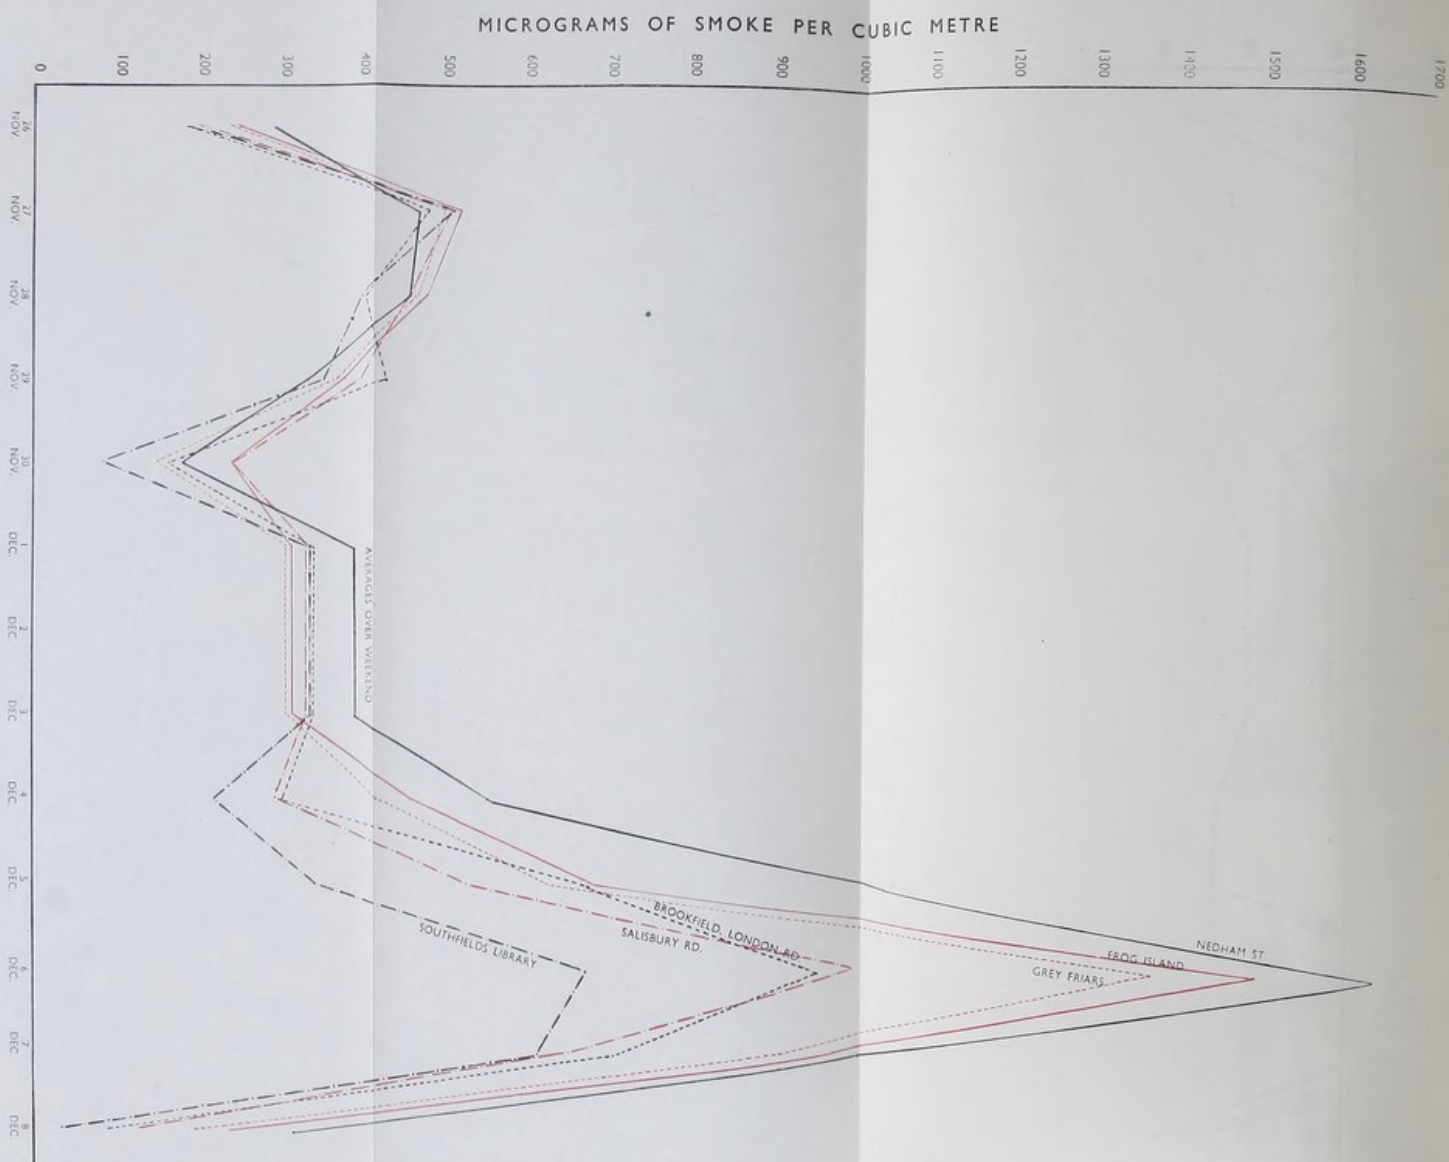 MICROGRAMS OF SMOKE PER CUBIC METRE
0
100
200
300
400
500
600
700
800
900
1000
1100
1200
1300
1400
1500
1600
1700
26
NOV.
27
NOV.
28
NOV.
29
NOV.
30
NOV.
1
DEC.
2
DEC.
3
DEC.
4
DEC.
5
DEC.
6
DEC.
7
DEC.
8
DEC.
AVERAGES OVER WEEKEND
BROOKFIELD, LONDON RD
SALISBURY RD.
SOUTHFIELDS LIBRARY
NEDHAM ST
FROG ISLAND
GREY FRIARS.